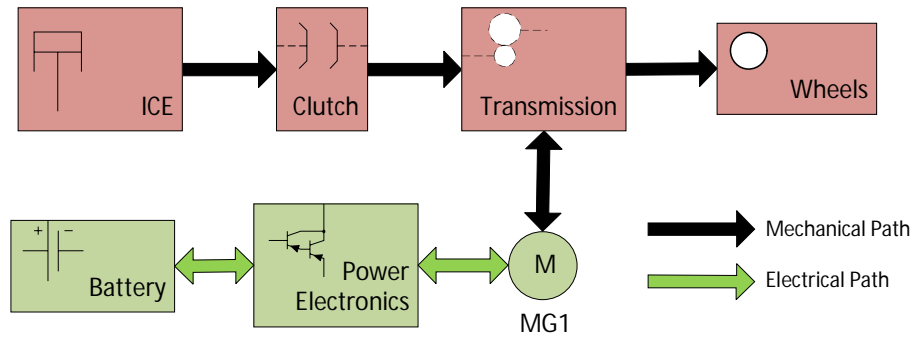 ICE
Clutch
Transmission
Wheels
+ −
Battery
Power
Electronics
M
MG1
Mechanical Path
Electrical Path